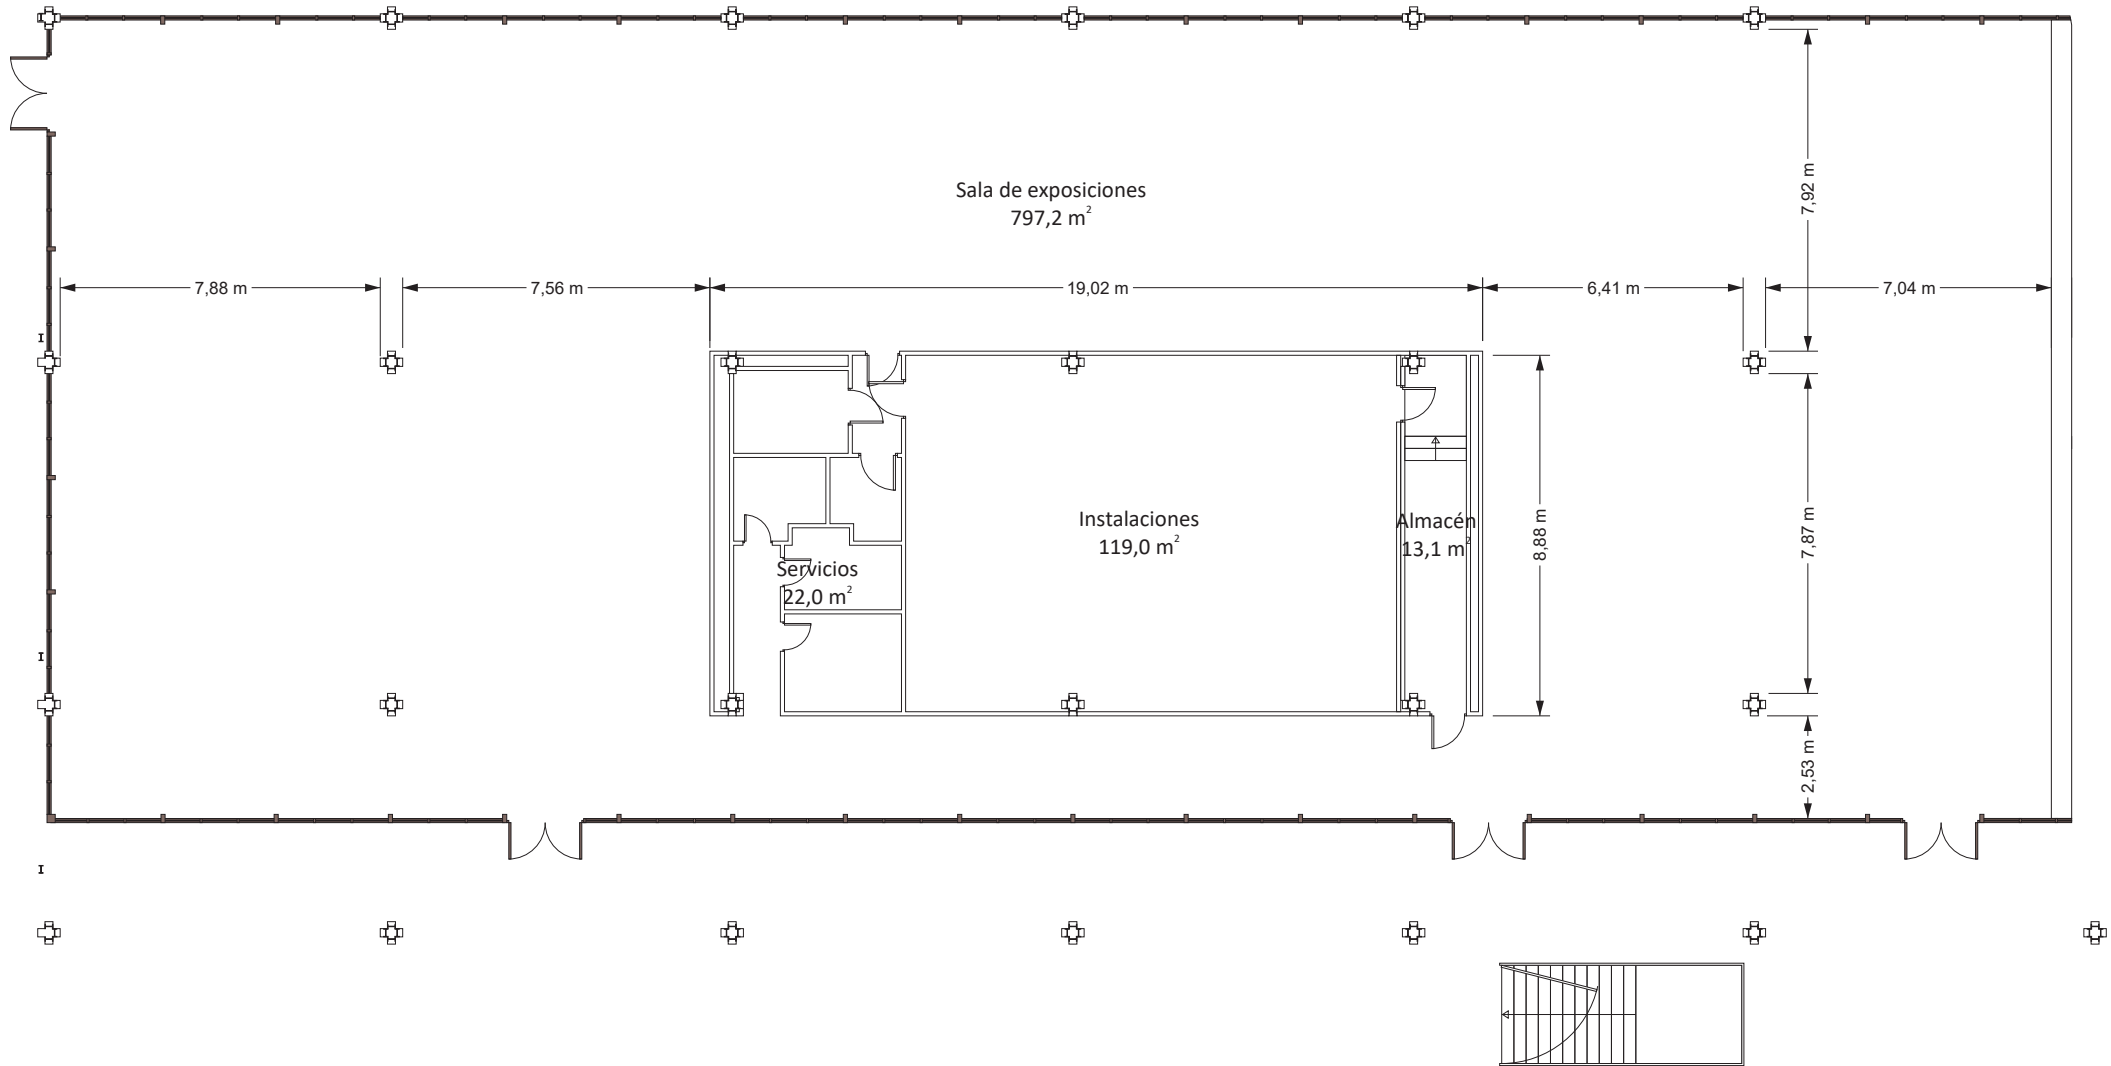 Sala de exposiciones
797,2 m²
7,92 m
7,88 m
7,56 m
19,02 m
6,41 m
7,04 m
Instalaciones
119,0 m²
Almacén
13,1 m²
8,88 m
7,87 m
Servicios
22,0 m²
2,53 m